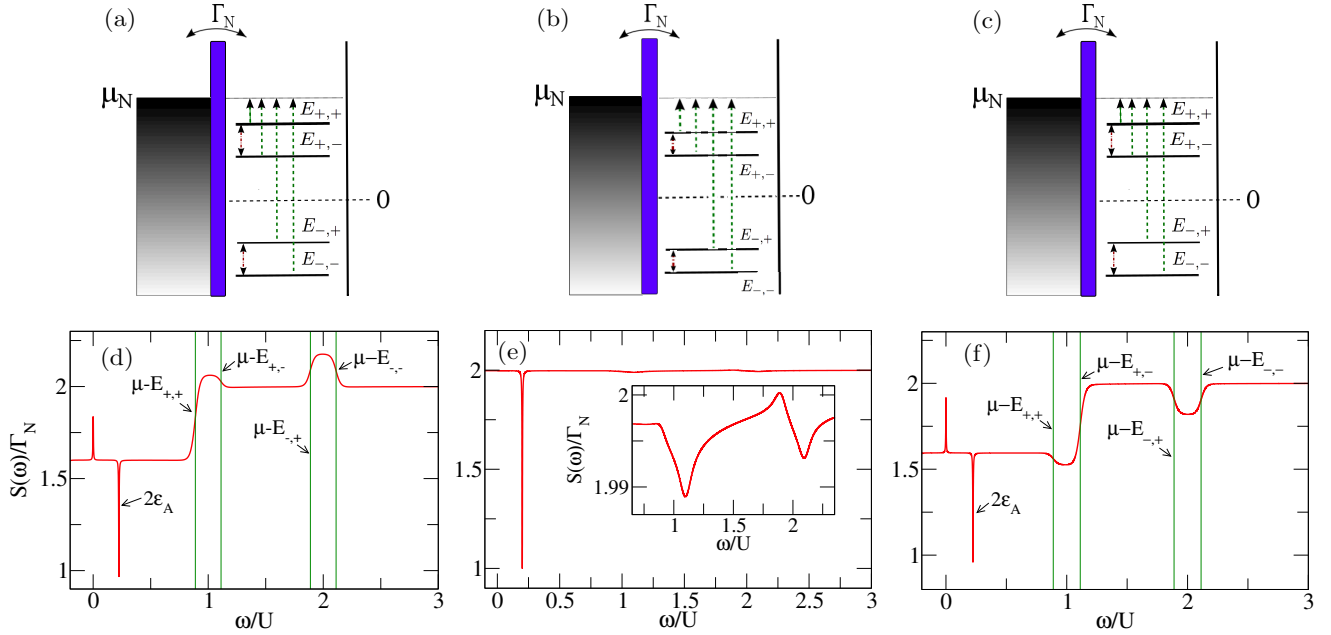 (a)
Γ_N
μ_N
E_{+,+}
E_{+,-}
0
E_{-,+}
E_{-,-}
(b)
Γ_N
μ_N
E_{+,+}
E_{+,-}
0
E_{-,+}
E_{-,-}
(c)
Γ_N
μ_N
E_{+,+}
E_{+,-}
0
E_{-,+}
E_{-,-}
(d)
μ-E_{+,-}
μ−E_{-,-}
μ-E_{+,+}
μ-E_{-,+}
2ε_A
S(ω)/Γ_N
2
1.5
1
0 1 2 3
ω/U
(e)
S(ω)/Γ_N
2
1.99
1 1.5 2
ω/U
2
1.5
1
0 0.5 1 1.5 2 2.5 3
ω/U
(f)
μ−E_{+,-}
μ−E_{-,-}
μ−E_{+,+}
μ−E_{-,+}
2ε_A
S(ω)/Γ_N
2
1.5
1
0 1 2 3
ω/U